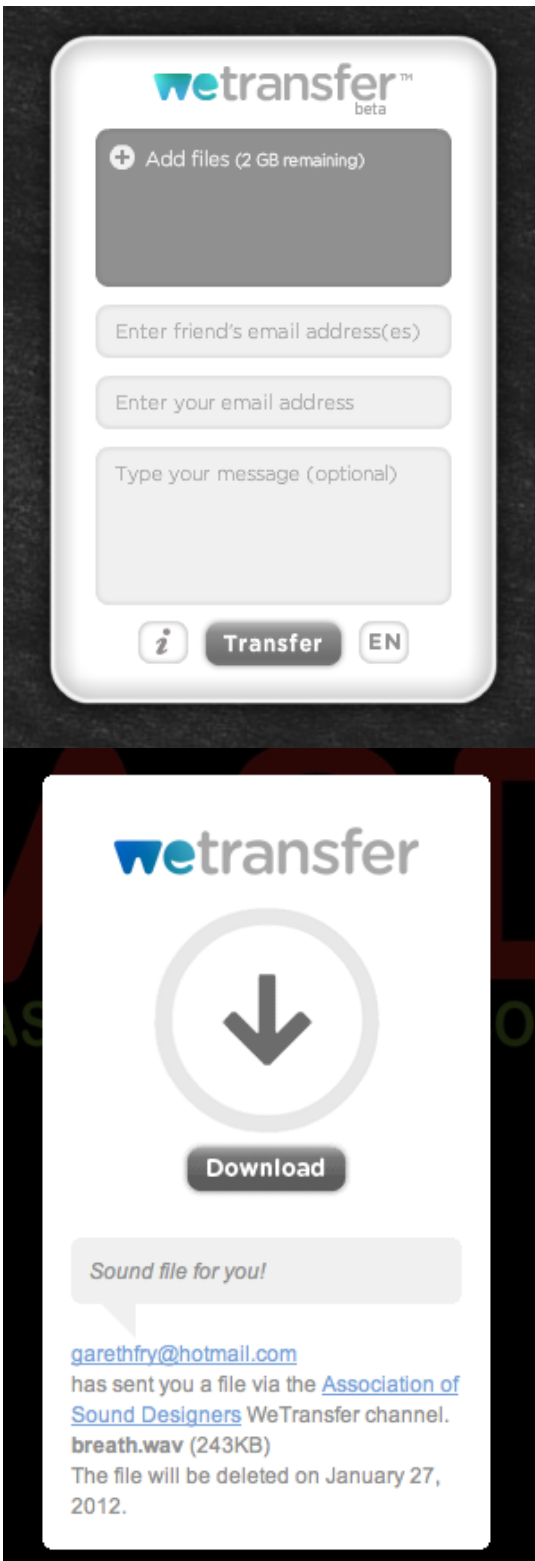 wetransfer™
beta
Add files (2 GB remaining)
Enter friend's email address(es)
Enter your email address
Type your message (optional)
i Transfer EN
wetransfer
Download
Sound file for you!
garethfry@hotmail.com
has sent you a file via the Association of
Sound Designers WeTransfer channel.
breath.wav (243KB)
The file will be deleted on January 27,
2012.